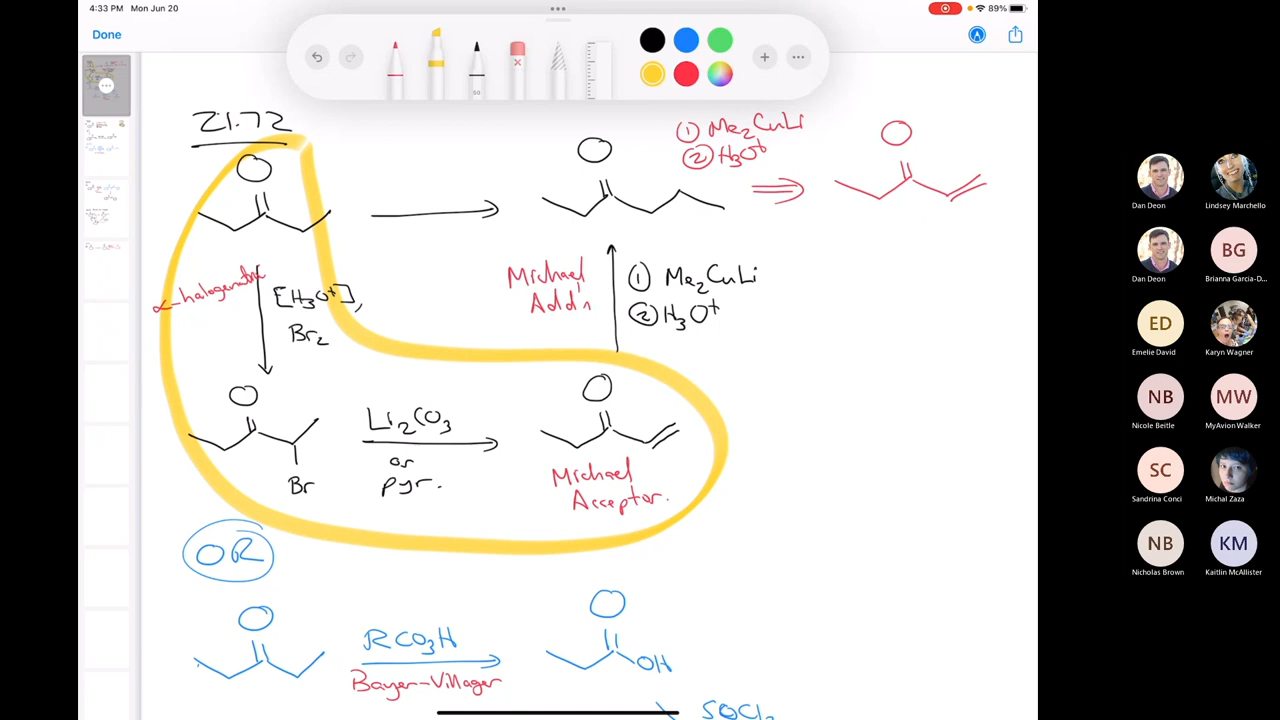 4:33 PM Mon Jun 20
89%
Done
21.72
O
O
① Me2CuLi
② H3O+
O
α-halogenation
[H3O+],
Br2
Michael
Addn
① Me2CuLi
② H3O+
O
Br
Li2CO3
or
pyr.
O
Michael
Acceptor.
OR
O
RCO3H
Bayer-Villager
O
OH
SOCl2
Dan Deon
Lindsey Marchello
Dan Deon
BG
Brianna Garcia-D...
ED
Emelie David
Karyn Wagner
NB
Nicole Beitle
MW
MyAvion Walker
SC
Sandrina Conci
Michal Zaza
NB
Nicholas Brown
KM
Kaitlin McAllister